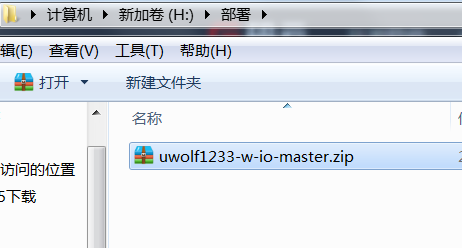 计算机 新加卷 (H:) 部署
辑(E) 查看(V) 工具(T) 帮助(H)
打开 新建文件夹
名称
uwolf1233-w-io-master.zip
访问的位置
5下载